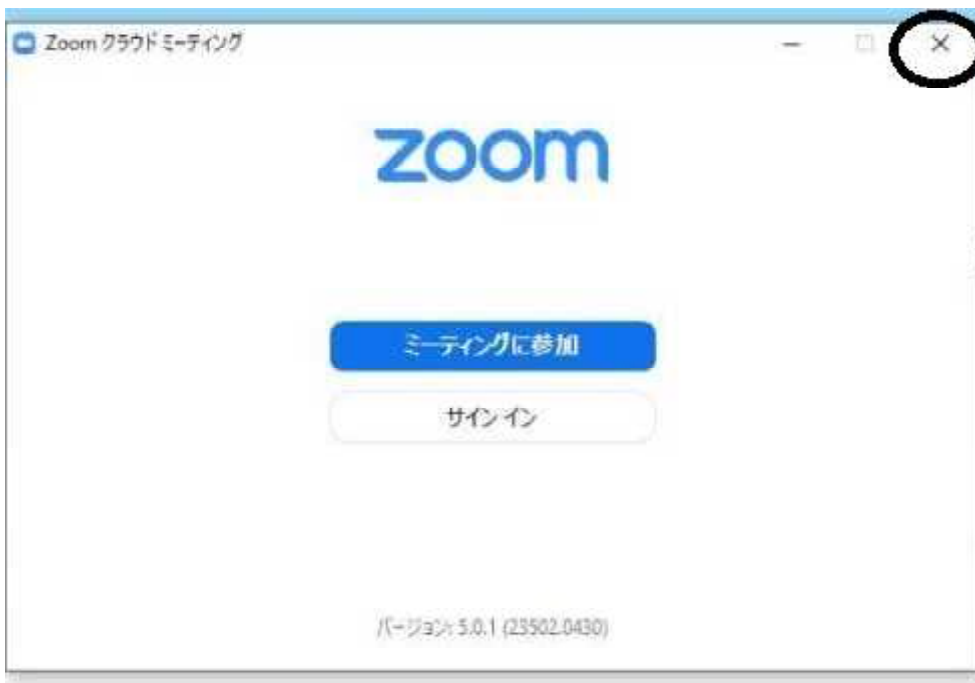 Zoom クラウド ミーティング
zoom
ミーティングに参加
サイン イン
バージョン: 5.0.1 (23502.0430)